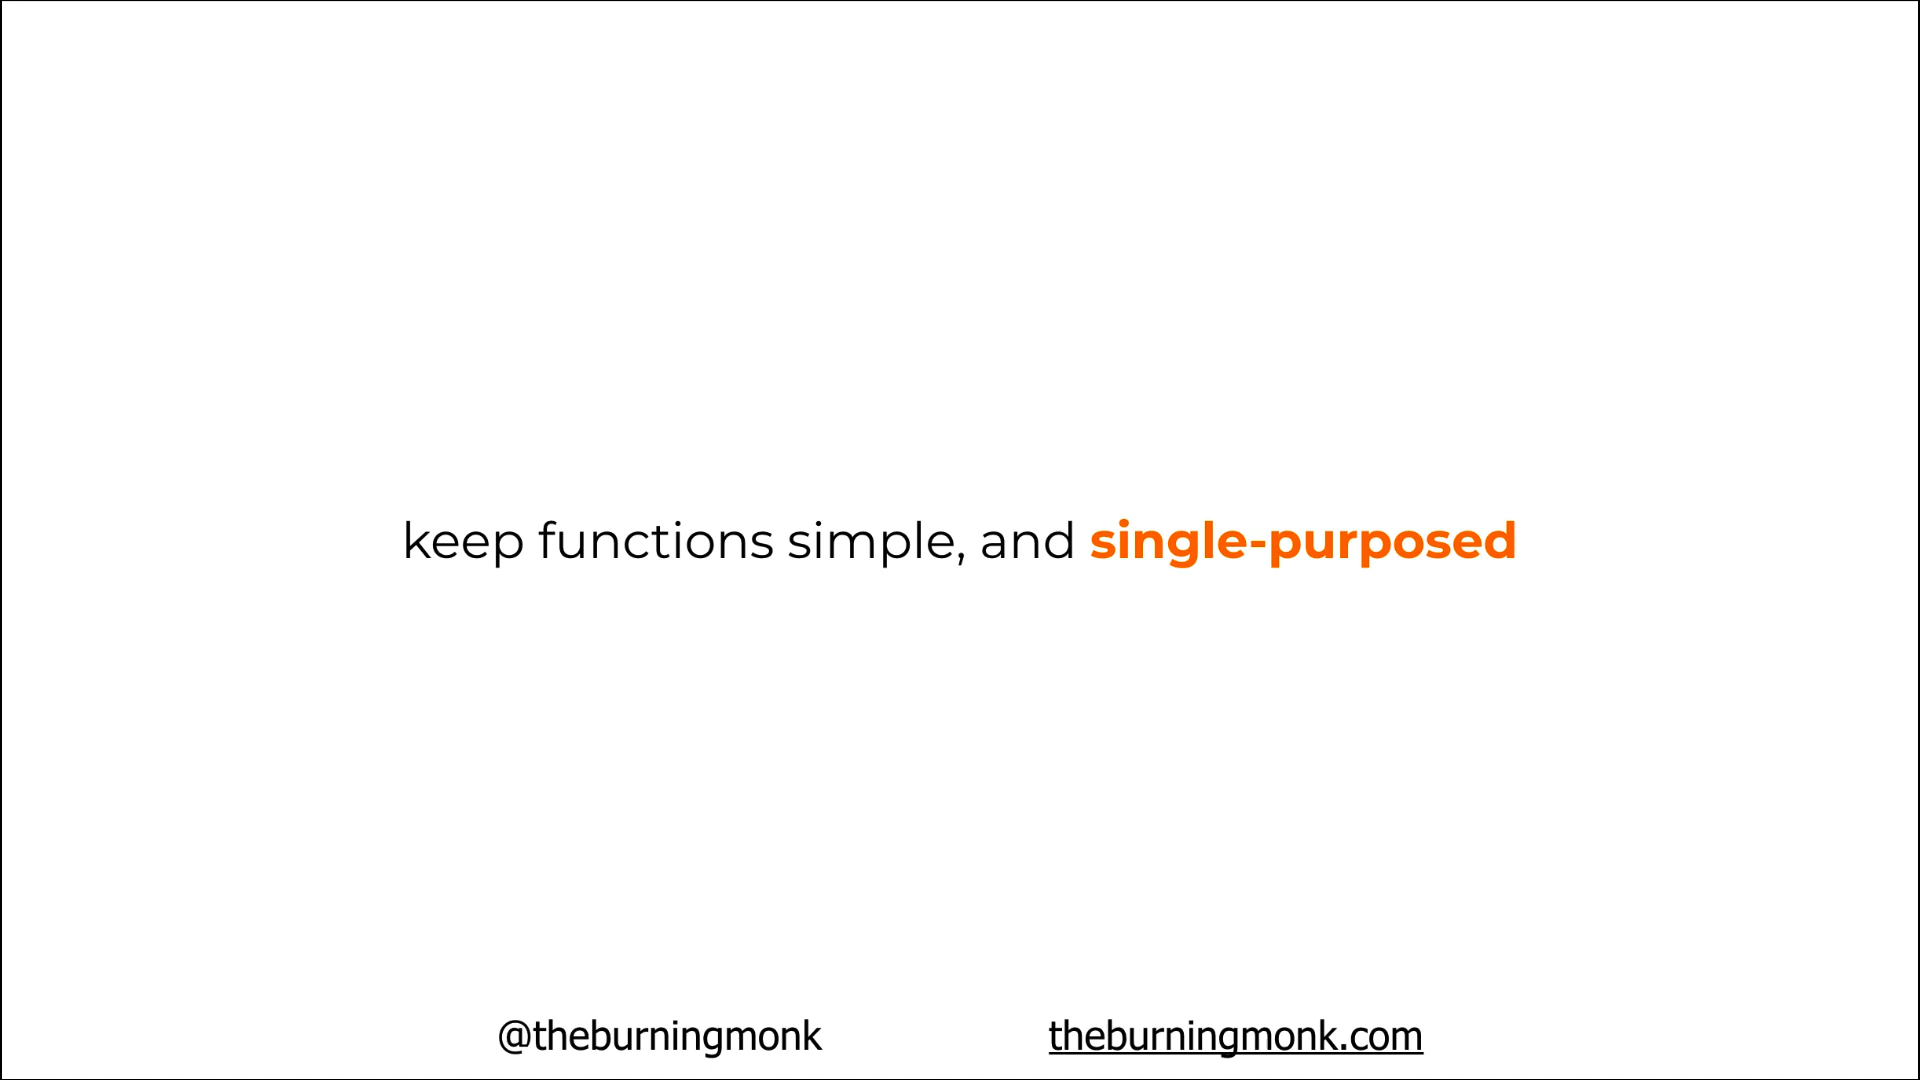 keep functions simple, and single-purposed
@theburningmonk
theburningmonk.com